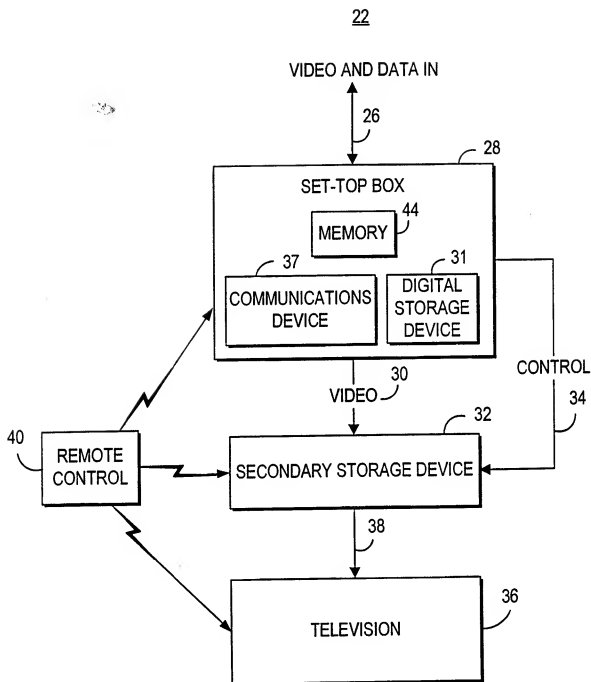 22
VIDEO AND DATA IN
26
28
SET-TOP BOX
44
MEMORY
37
31
COMMUNICATIONS
DEVICE
DIGITAL
STORAGE
DEVICE
CONTROL
34
VIDEO
30
32
40
REMOTE
CONTROL
SECONDARY STORAGE DEVICE
38
36
TELEVISION